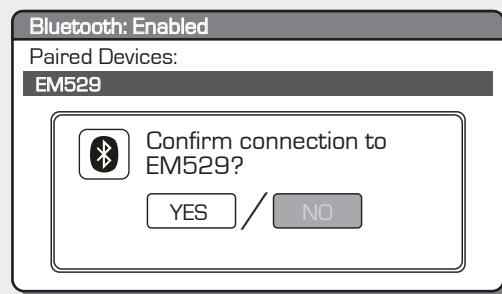 Bluetooth: Enabled
Paired Devices:
EM529
Confirm connection to
EM529?
YES / NO